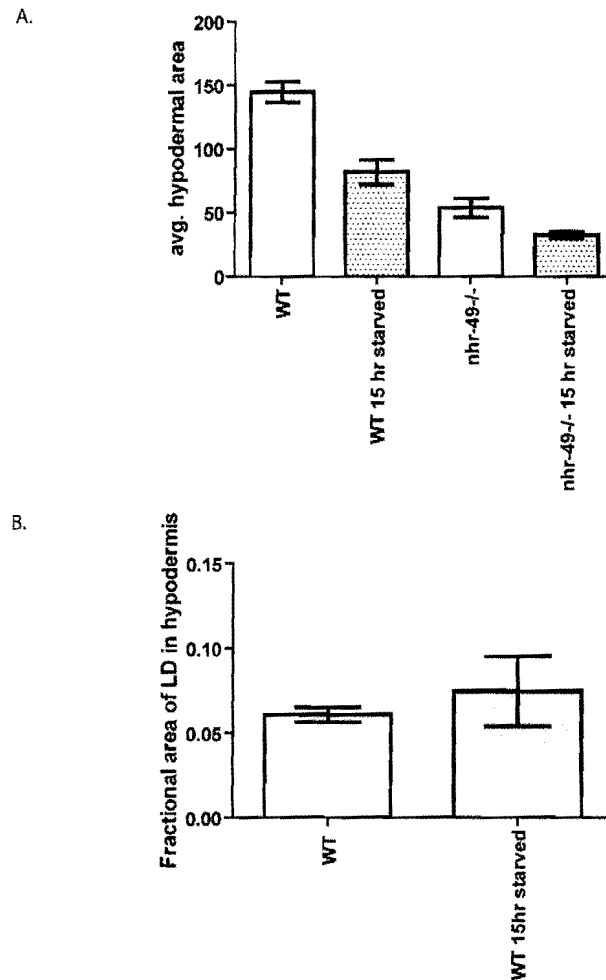 A.
avg. hypodermal area
200
150
100
50
0
WT
WT 15 hr starved
nhr-49-/-
nhr-49-/- 15 hr starved
B.
Fractional area of LD in hypodermis
0.15
0.10
0.05
0.00
WT
WT 15hr starved